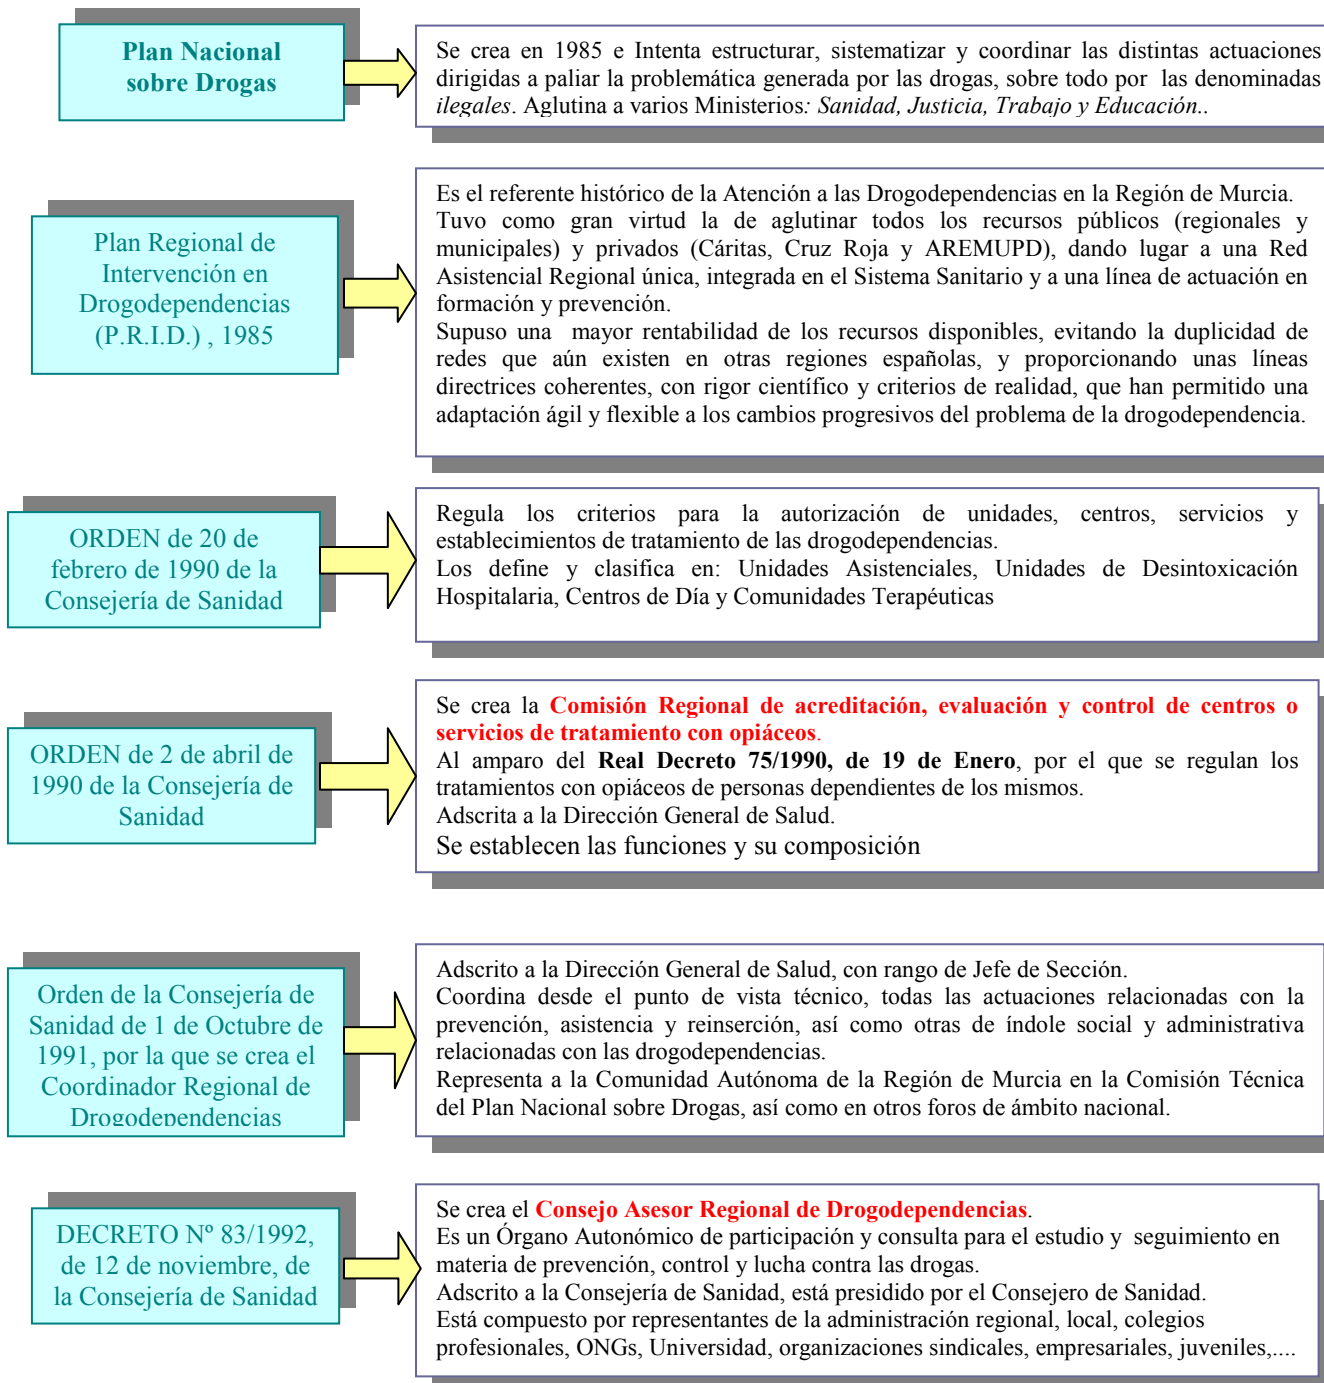 Plan Nacional
sobre Drogas
Se crea en 1985 e Intenta estructurar, sistematizar y coordinar las distintas actuaciones
dirigidas a paliar la problemática generada por las drogas, sobre todo por las denominadas
ilegales. Aglutina a varios Ministerios: Sanidad, Justicia, Trabajo y Educación..
Plan Regional de
Intervención en
Drogodependencias
(P.R.I.D.) , 1985
Es el referente histórico de la Atención a las Drogodependencias en la Región de Murcia.
Tuvo como gran virtud la de aglutinar todos los recursos públicos (regionales y
municipales) y privados (Cáritas, Cruz Roja y AREMUPD), dando lugar a una Red
Asistencial Regional única, integrada en el Sistema Sanitario y a una línea de actuación en
formación y prevención.
Supuso una mayor rentabilidad de los recursos disponibles, evitando la duplicidad de
redes que aún existen en otras regiones españolas, y proporcionando unas líneas
directrices coherentes, con rigor científico y criterios de realidad, que han permitido una
adaptación ágil y flexible a los cambios progresivos del problema de la drogodependencia.
ORDEN de 20 de
febrero de 1990 de la
Consejería de Sanidad
Regula los criterios para la autorización de unidades, centros, servicios y
establecimientos de tratamiento de las drogodependencias.
Los define y clasifica en: Unidades Asistenciales, Unidades de Desintoxicación
Hospitalaria, Centros de Día y Comunidades Terapéuticas
ORDEN de 2 de abril de
1990 de la Consejería de
Sanidad
Se crea la Comisión Regional de acreditación, evaluación y control de centros o
servicios de tratamiento con opiáceos.
Al amparo del Real Decreto 75/1990, de 19 de Enero, por el que se regulan los
tratamientos con opiáceos de personas dependientes de los mismos.
Adscrita a la Dirección General de Salud.
Se establecen las funciones y su composición
Orden de la Consejería de
Sanidad de 1 de Octubre de
1991, por la que se crea el
Coordinador Regional de
Drogodependencias
Adscrito a la Dirección General de Salud, con rango de Jefe de Sección.
Coordina desde el punto de vista técnico, todas las actuaciones relacionadas con la
prevención, asistencia y reinserción, así como otras de índole social y administrativa
relacionadas con las drogodependencias.
Representa a la Comunidad Autónoma de la Región de Murcia en la Comisión Técnica
del Plan Nacional sobre Drogas, así como en otros foros de ámbito nacional.
DECRETO Nº 83/1992,
de 12 de noviembre, de
la Consejería de Sanidad
Se crea el Consejo Asesor Regional de Drogodependencias.
Es un Órgano Autonómico de participación y consulta para el estudio y seguimiento en
materia de prevención, control y lucha contra las drogas.
Adscrito a la Consejería de Sanidad, está presidido por el Consejero de Sanidad.
Está compuesto por representantes de la administración regional, local, colegios
profesionales, ONGs, Universidad, organizaciones sindicales, empresariales, juveniles,....